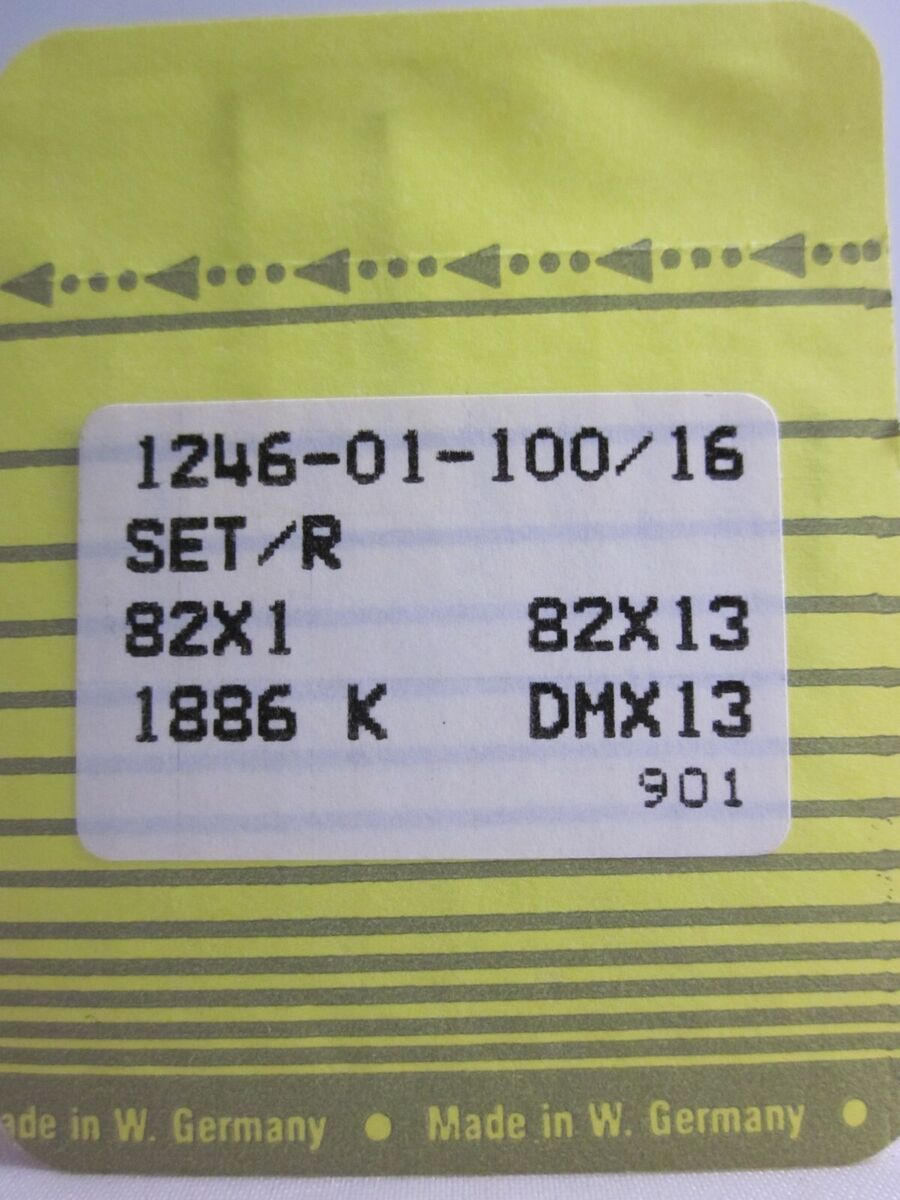 1246-01-100/16
SET/R
82X1 82X13
1886 K DMX13
901
ade in W. Germany • Made in W. Germany •